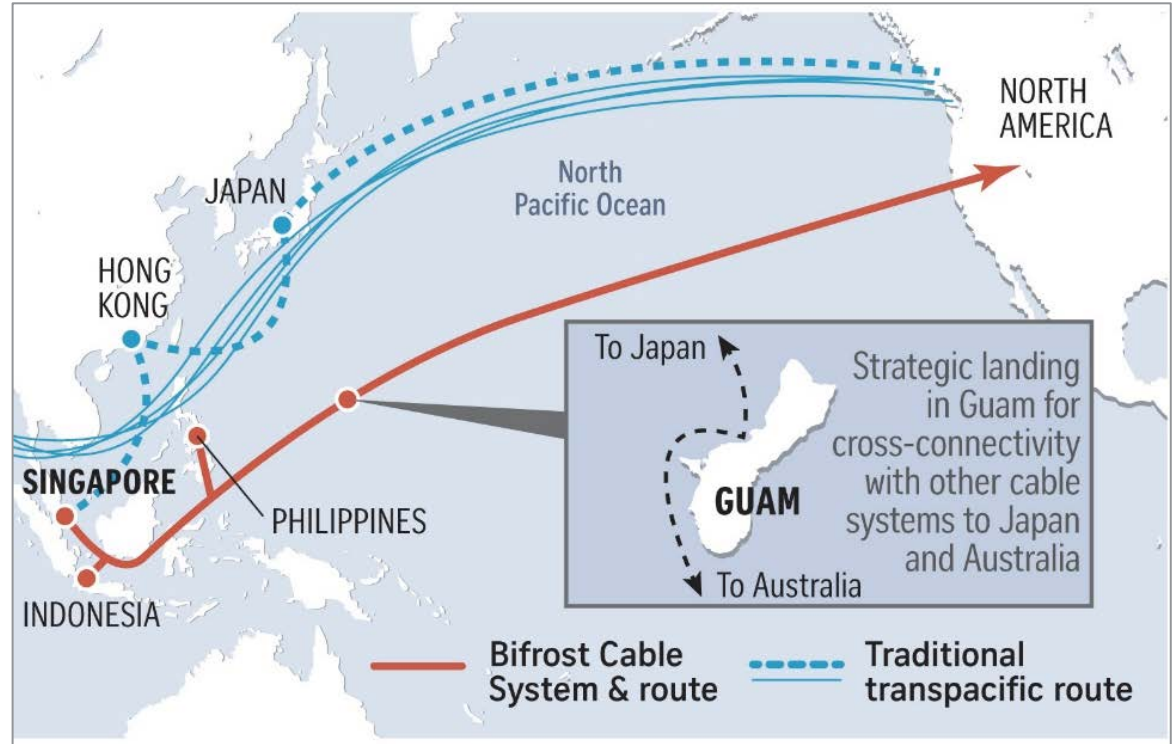 NORTH
AMERICA
North
Pacific Ocean
JAPAN
HONG
KONG
To Japan
Strategic landing
in Guam for
cross-connectivity
with other cable
systems to Japan
and Australia
GUAM
To Australia
SINGAPORE
PHILIPPINES
INDONESIA
Bifrost Cable
System & route
Traditional
transpacific route